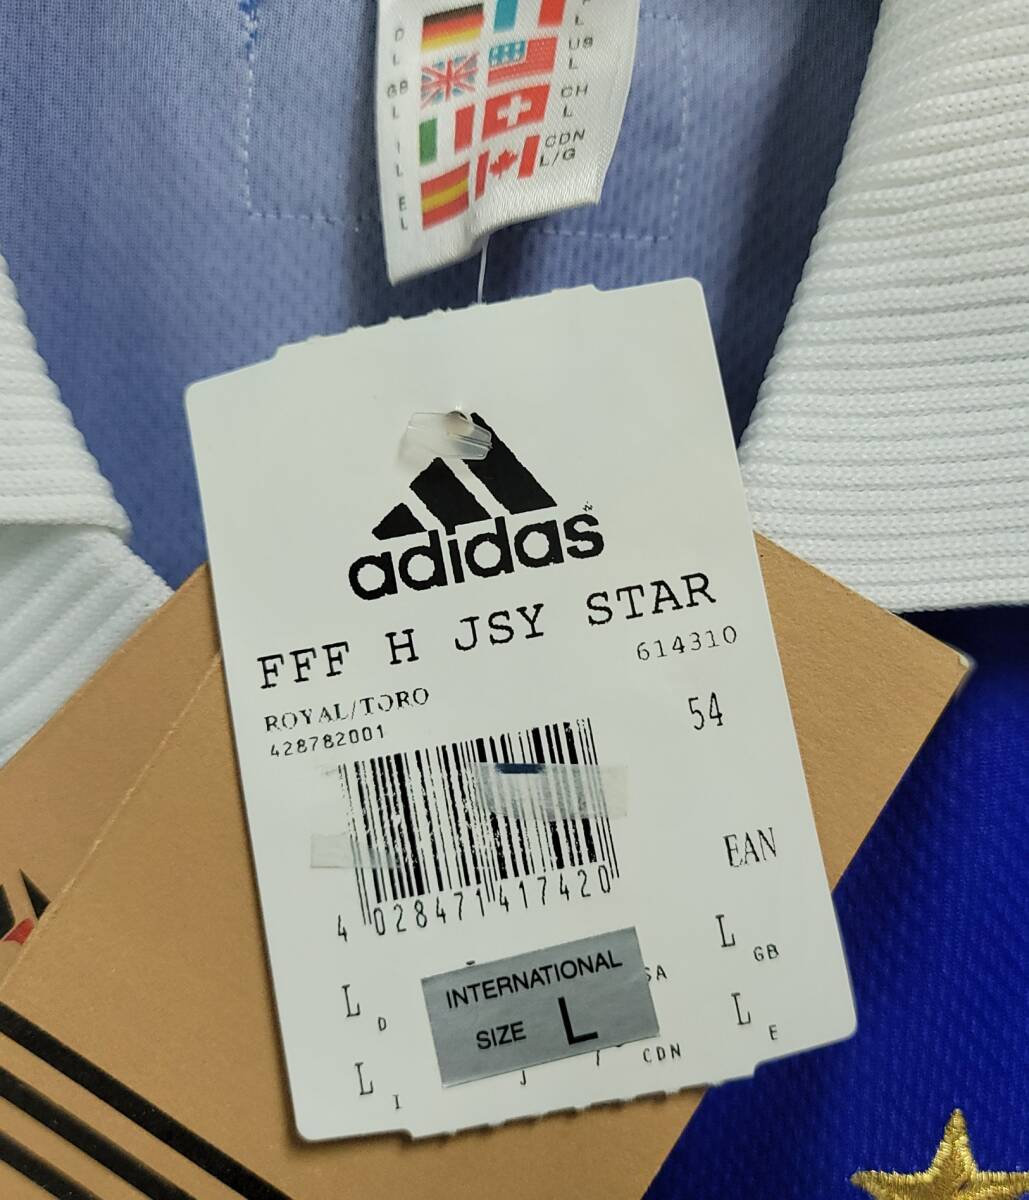 D
L
L
GB
L
US
L
I
L
CH
L
E
L
CDN
L/G
adidas
FFF H JSY STAR
614310
ROYAL/TORO
428782001
54
EAN
4 028471 417420
L GB
L D
SA
INTERNATIONAL
SIZE L
L E
L I
J
CDN